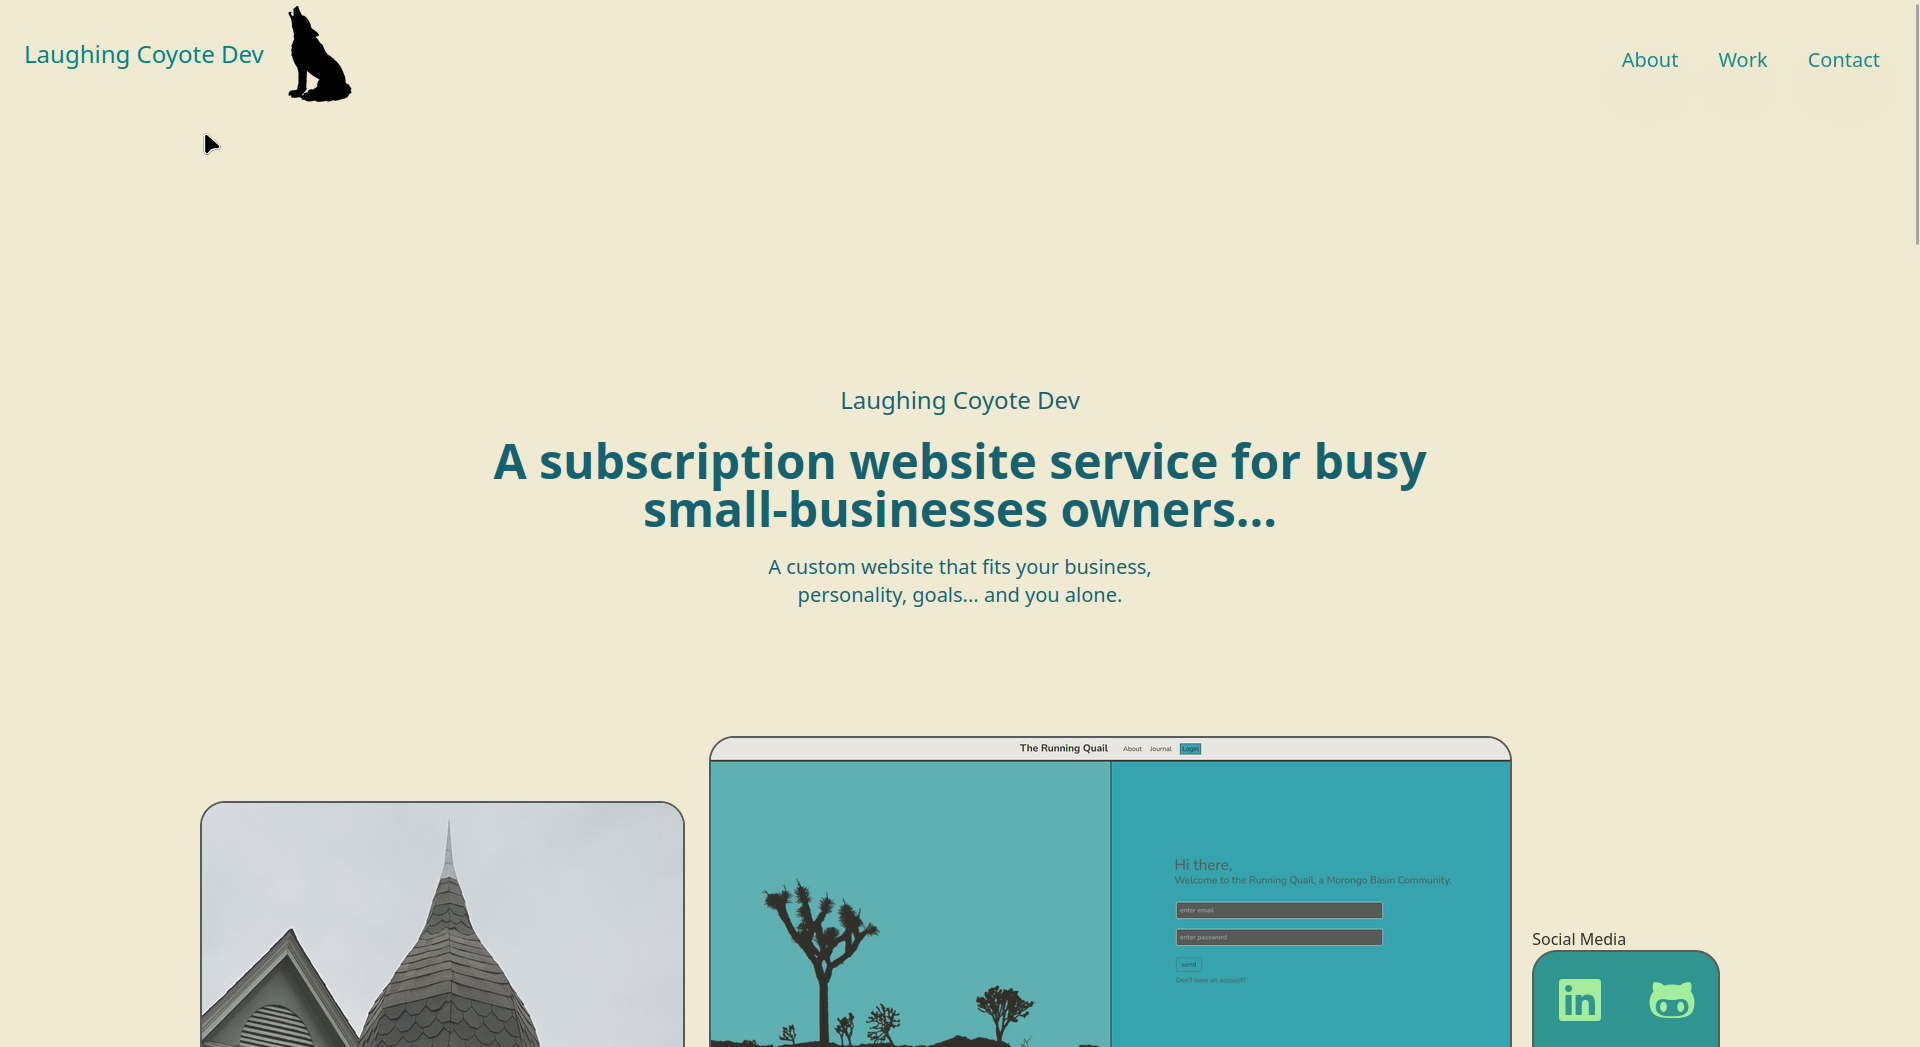 Laughing Coyote Dev
About Work Contact
Laughing Coyote Dev
A subscription website service for busy
small-businesses owners...
A custom website that fits your business,
personality, goals... and you alone.
The Running Quail About Journal Login
Hi there,
Welcome to the Running Quail, a Morongo Basin Community.
enter email
enter password
send
Don't have an account?
Social Media
in